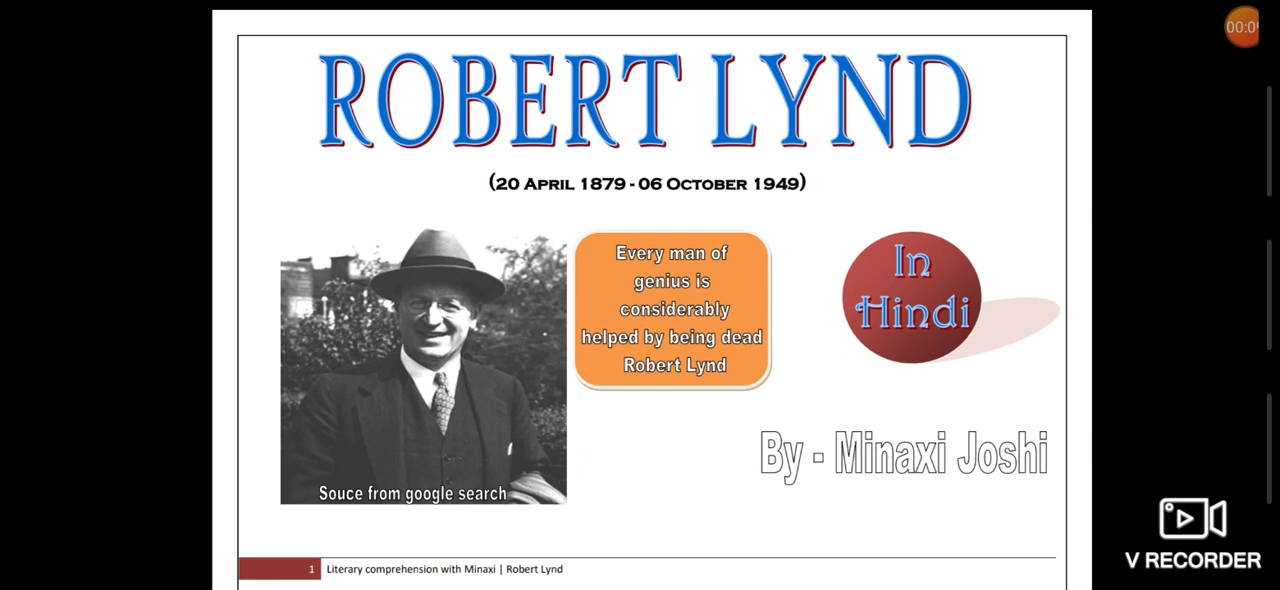 ROBERT LYND
(20 APRIL 1879 - 06 OCTOBER 1949)
Every man of
genius is
considerably
helped by being dead
Robert Lynd
In
Hindi
By - Minaxi Joshi
Souce from google search
1 Literary comprehension with Minaxi | Robert Lynd
V RECORDER